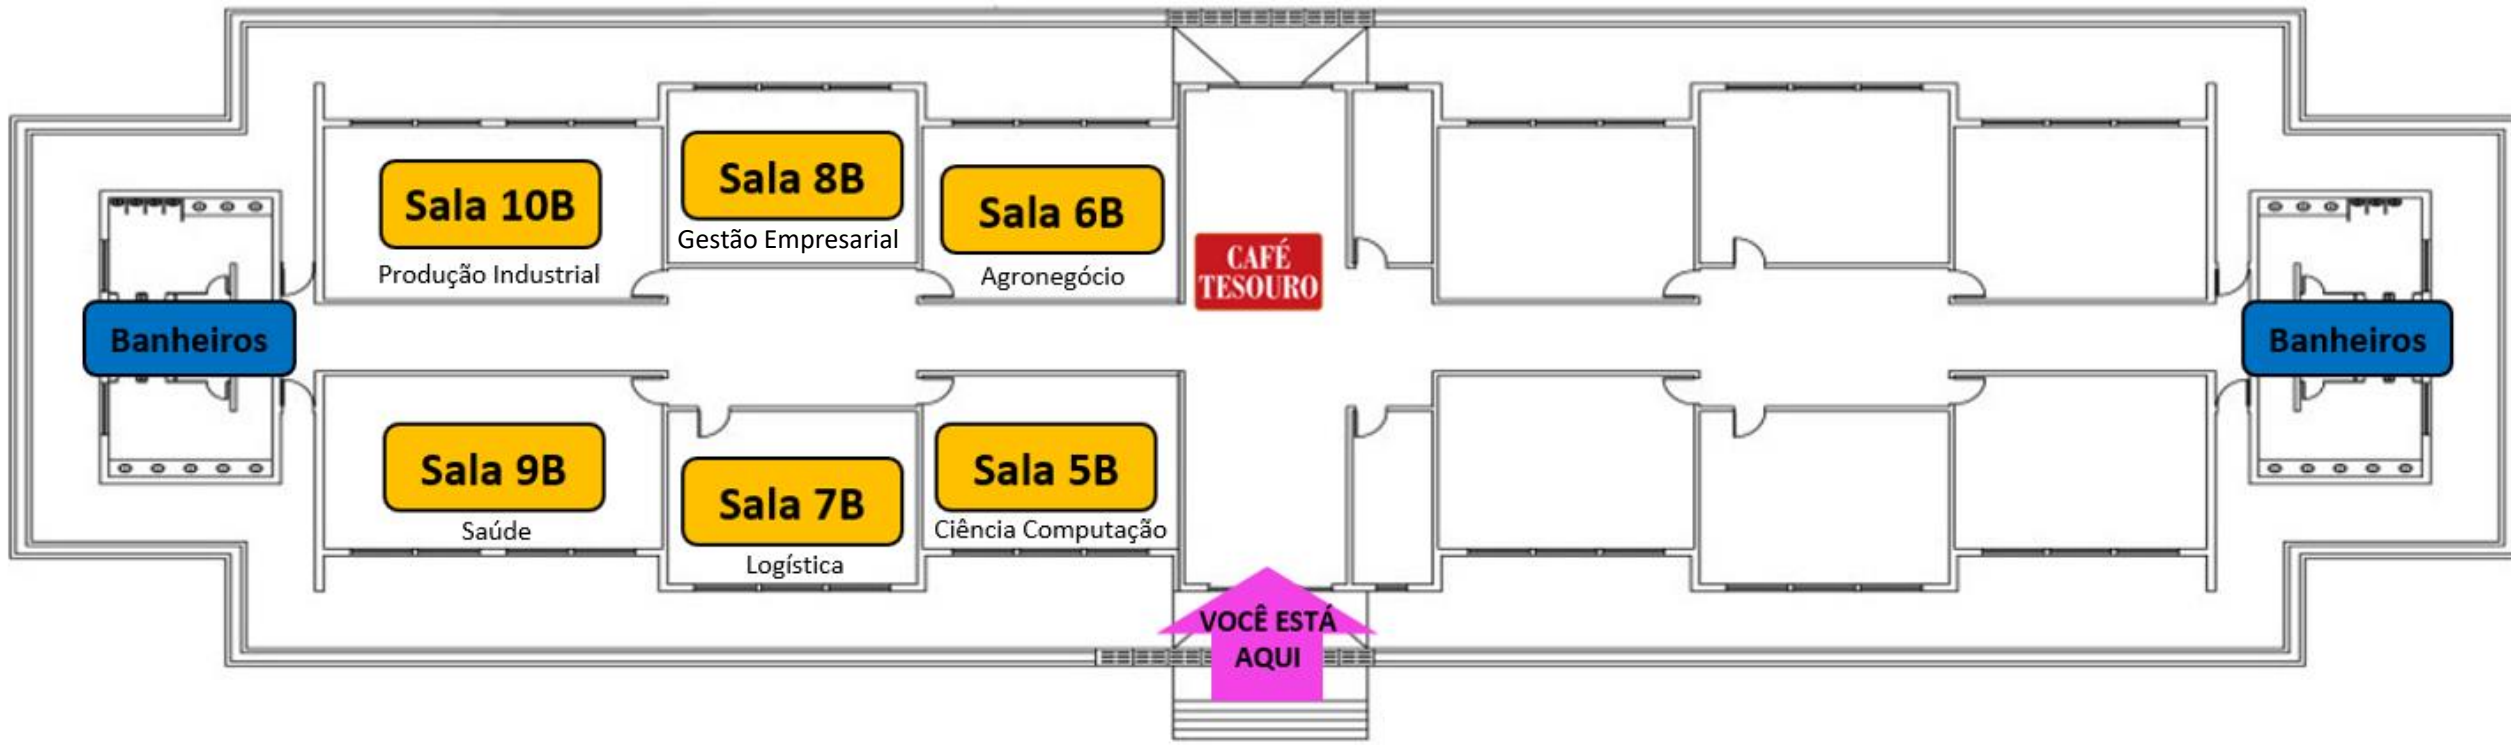 Sala 10B
Produção Industrial
Sala 8B
Gestão Empresarial
Sala 6B
Agronegócio
CAFÉ
TESOURO
Banheiros
Banheiros
Sala 9B
Saúde
Sala 7B
Logística
Sala 5B
Ciência Computação
VOCÊ ESTÁ
AQUI